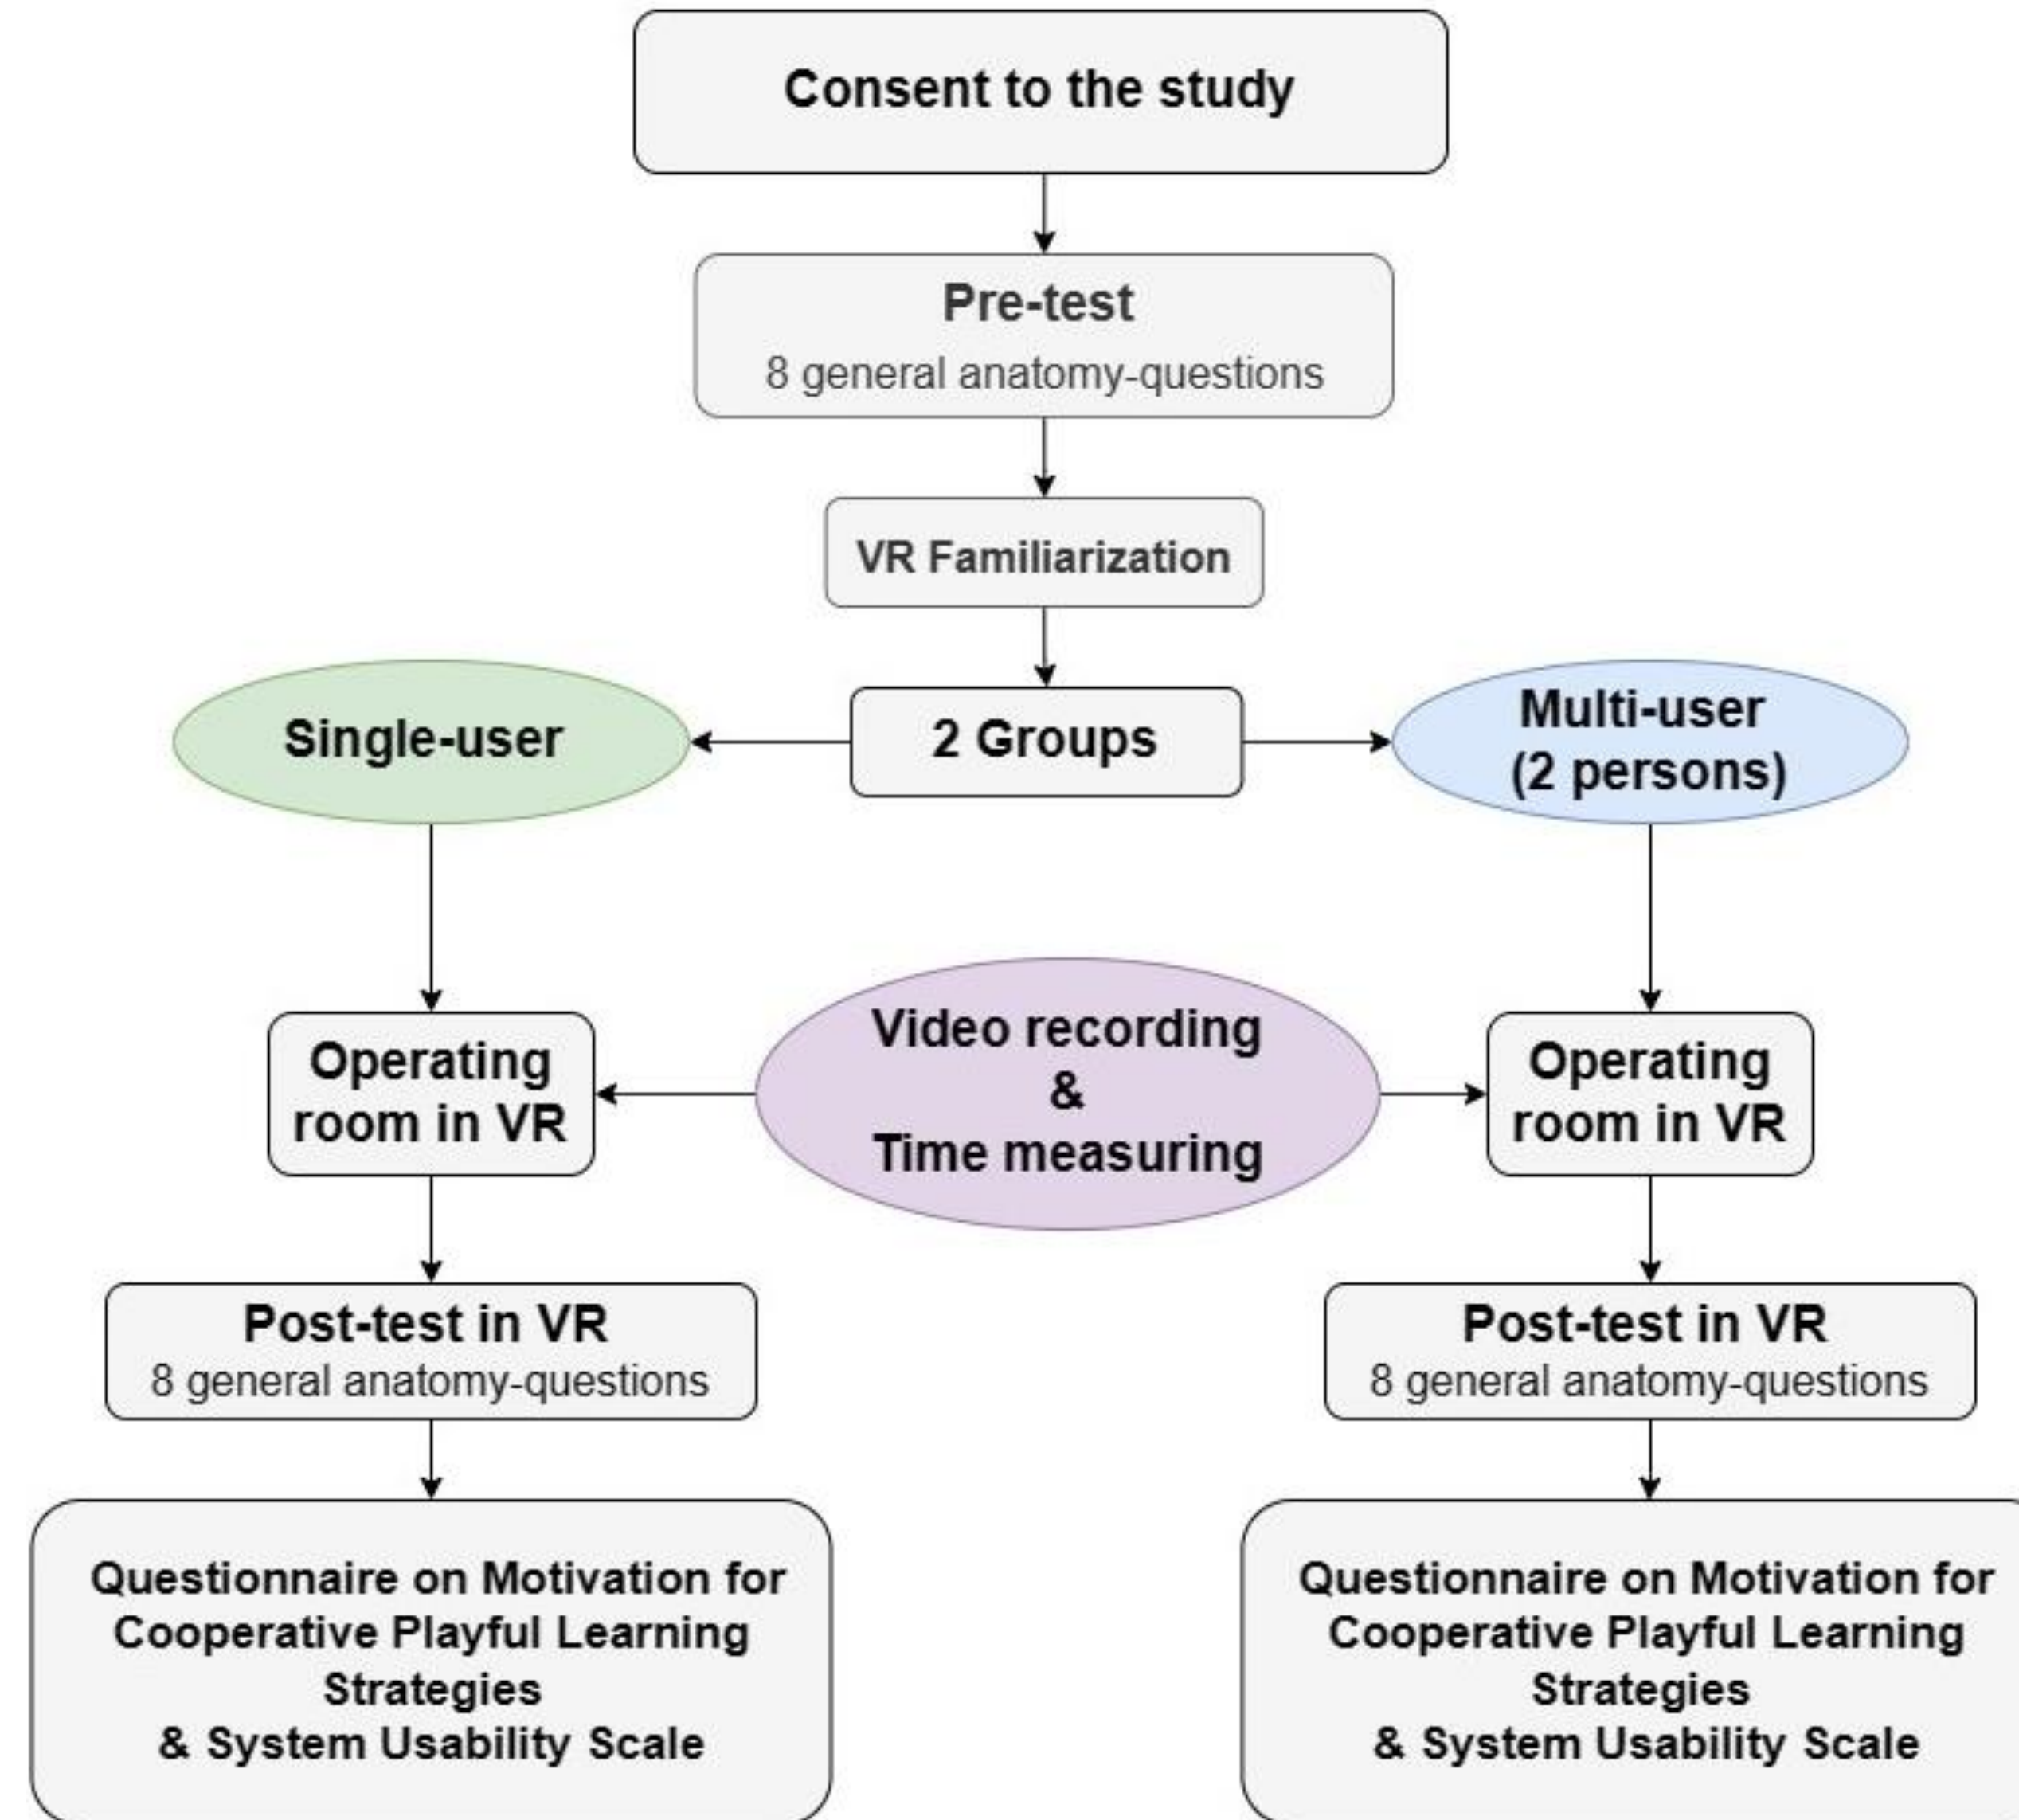 Consent to the study
Pre-test
8 general anatomy-questions
VR Familiarization
Single-user
2 Groups
Multi-user
(2 persons)
Operating
room in VR
Video recording
&
Time measuring
Operating
room in VR
Post-test in VR
8 general anatomy-questions
Post-test in VR
8 general anatomy-questions
Questionnaire on Motivation for
Cooperative Playful Learning
Strategies
& System Usability Scale
Questionnaire on Motivation for
Cooperative Playful Learning
Strategies
& System Usability Scale